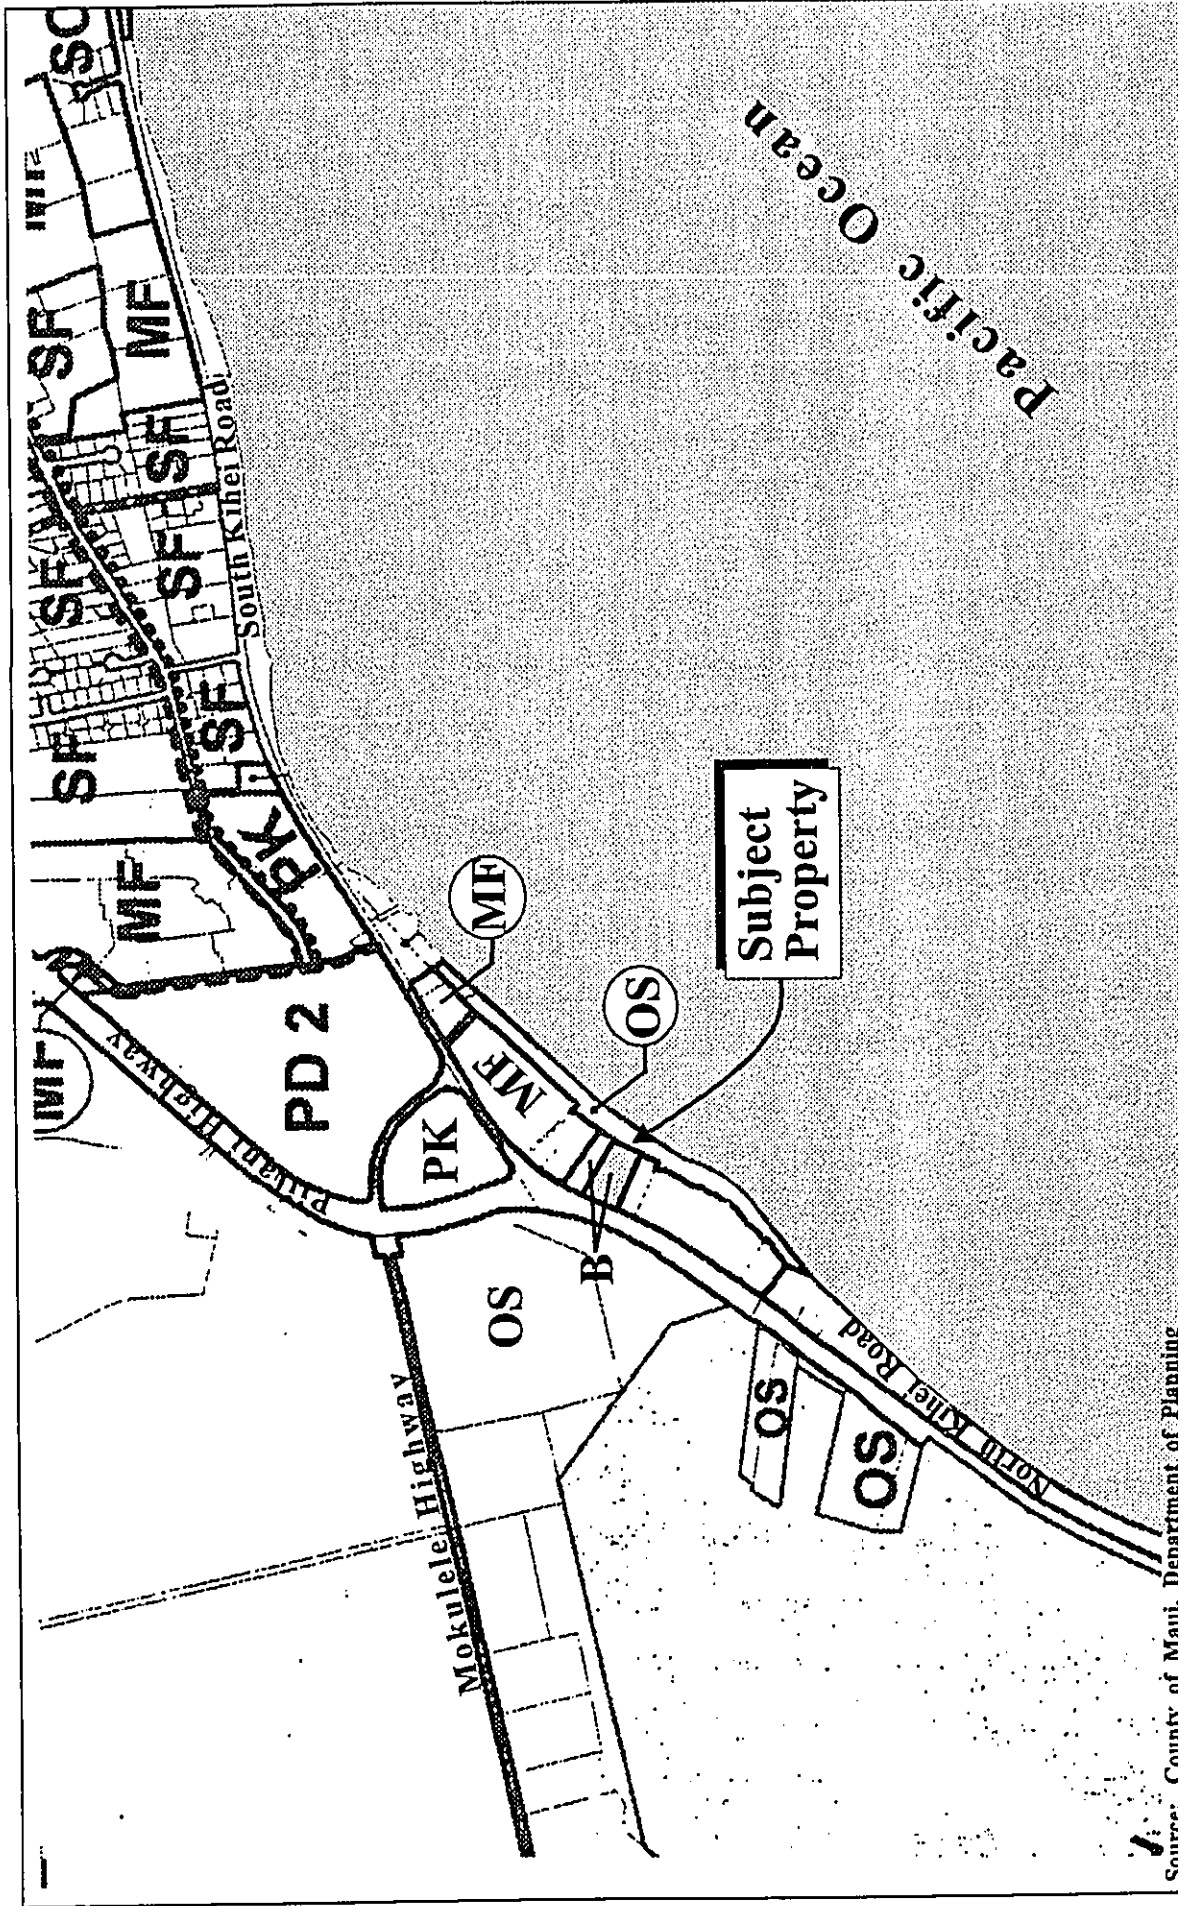 SF
MF
SF
SF
SF
SF
SF
SF
MF
PK
South Kihei Road
Pacific Ocean
Piilani Highway
PD 2
PK
MF
MF
OS
Subject
Property
B
OS
Mokulele Highway
OS
OS
North Kihei Road
Source: County of Maui, Department of Planning